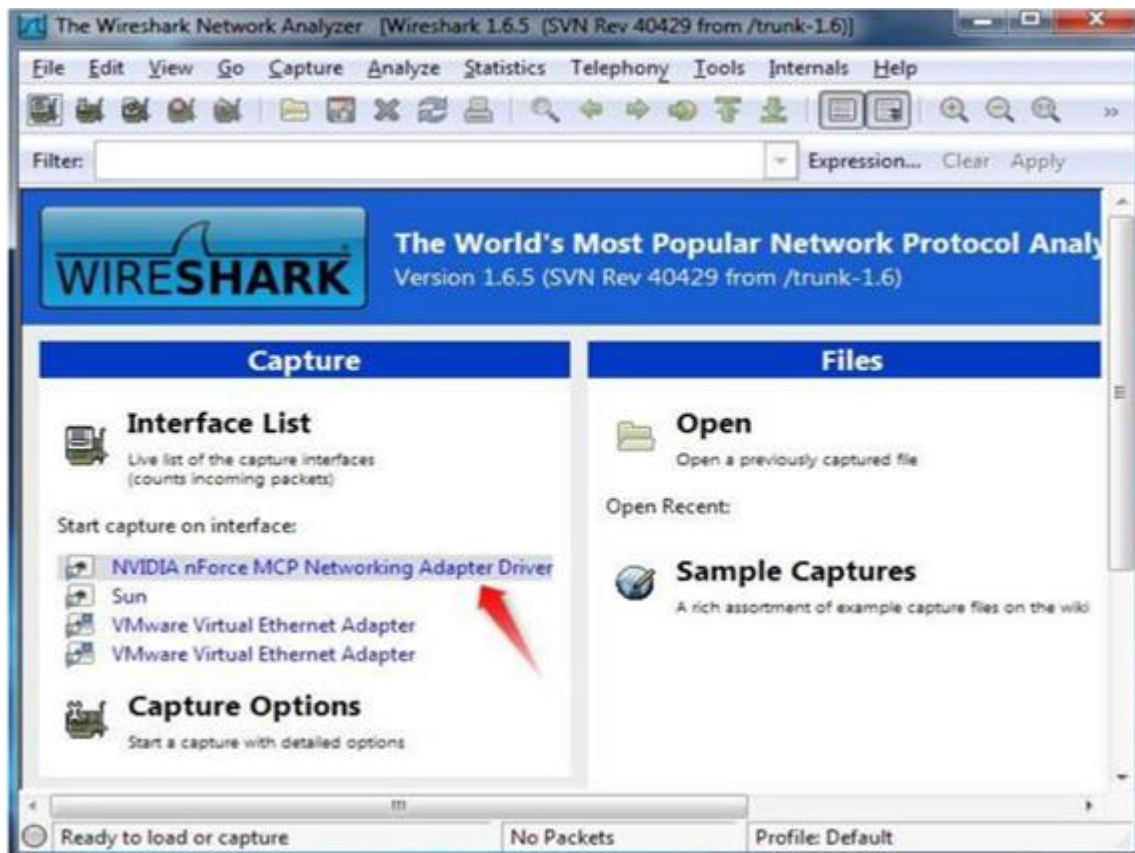 The Wireshark Network Analyzer [Wireshark 1.6.5 (SVN Rev 40429 from /trunk-1.6)]
File Edit View Go Capture Analyze Statistics Telephony Tools Internals Help
Filter: Expression... Clear Apply
WIRESHARK
The World's Most Popular Network Protocol Analy
Version 1.6.5 (SVN Rev 40429 from /trunk-1.6)
Capture
Interface List
Live list of the capture interfaces
(counts incoming packets)
Start capture on interface:
NVIDIA nForce MCP Networking Adapter Driver
Sun
VMware Virtual Ethernet Adapter
VMware Virtual Ethernet Adapter
Capture Options
Start a capture with detailed options
Files
Open
Open a previously captured file
Open Recent:
Sample Captures
A rich assortment of example capture files on the wiki
Ready to load or capture No Packets Profile: Default